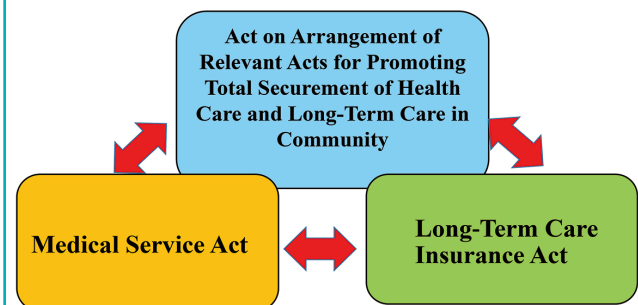 Act on Arrangement of
Relevant Acts for Promoting
Total Securement of Health
Care and Long-Term Care in
Community
Medical Service Act
Long-Term Care
Insurance Act